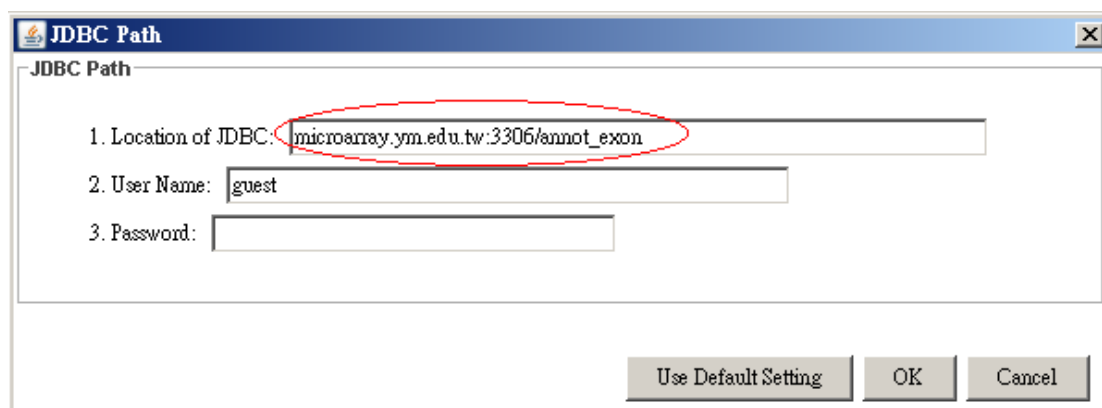 JDBC Path
JDBC Path
1. Location of JDBC: microarray.ym.edu.tw:3306/annot_exon
2. User Name: guest
3. Password:
Use Default Setting OK Cancel